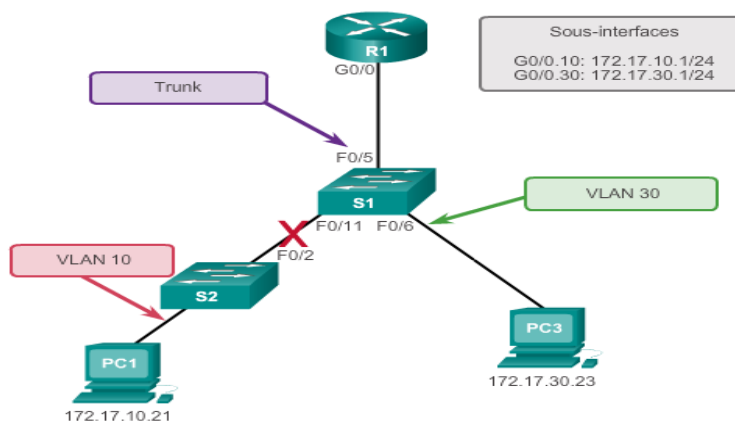 R1
G0/0
Sous-interfaces
G0/0.10: 172.17.10.1/24
G0/0.30: 172.17.30.1/24
Trunk
F0/5
S1
VLAN 30
F0/11
F0/6
F0/2
VLAN 10
S2
PC1
172.17.10.21
PC3
172.17.30.23